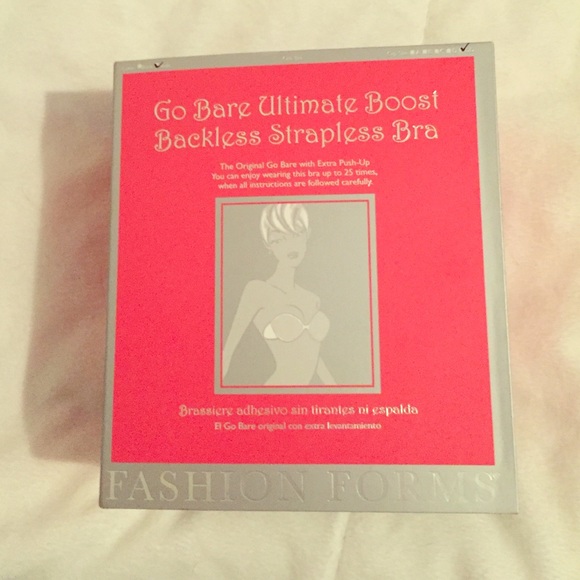 Go Bare Ultimate Boost
Backless Strapless Bra
The Original Go Bare with Extra Push-Up
You can enjoy wearing this bra up to 25 times,
when all instructions are followed carefully.
Brassiere adhesivo sin tirantes ni espalda
El Go Bare original con extra levantamiento
FASHION FORMS